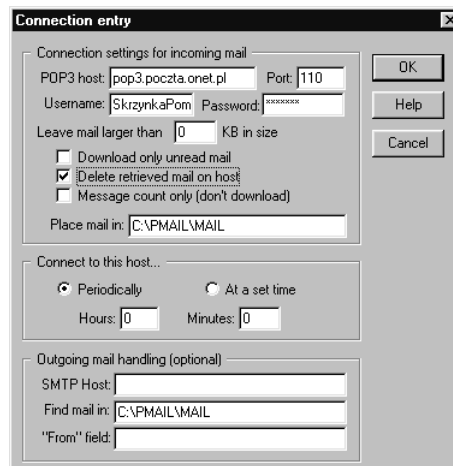 Connection entry
Connection settings for incoming mail
POP3 host: pop3.poczta.onet.pl Port: 110
Username: SkrzynkaPom Password: *******
Leave mail larger than 0 KB in size
Download only unread mail
Delete retrieved mail on host
Message count only (don't download)
Place mail in: C:\PMAIL\MAIL
OK
Help
Cancel
Connect to this host...
Periodically At a set time
Hours: 0 Minutes: 0
Outgoing mail handling (optional)
SMTP Host:
Find mail in: C:\PMAIL\MAIL
"From" field: